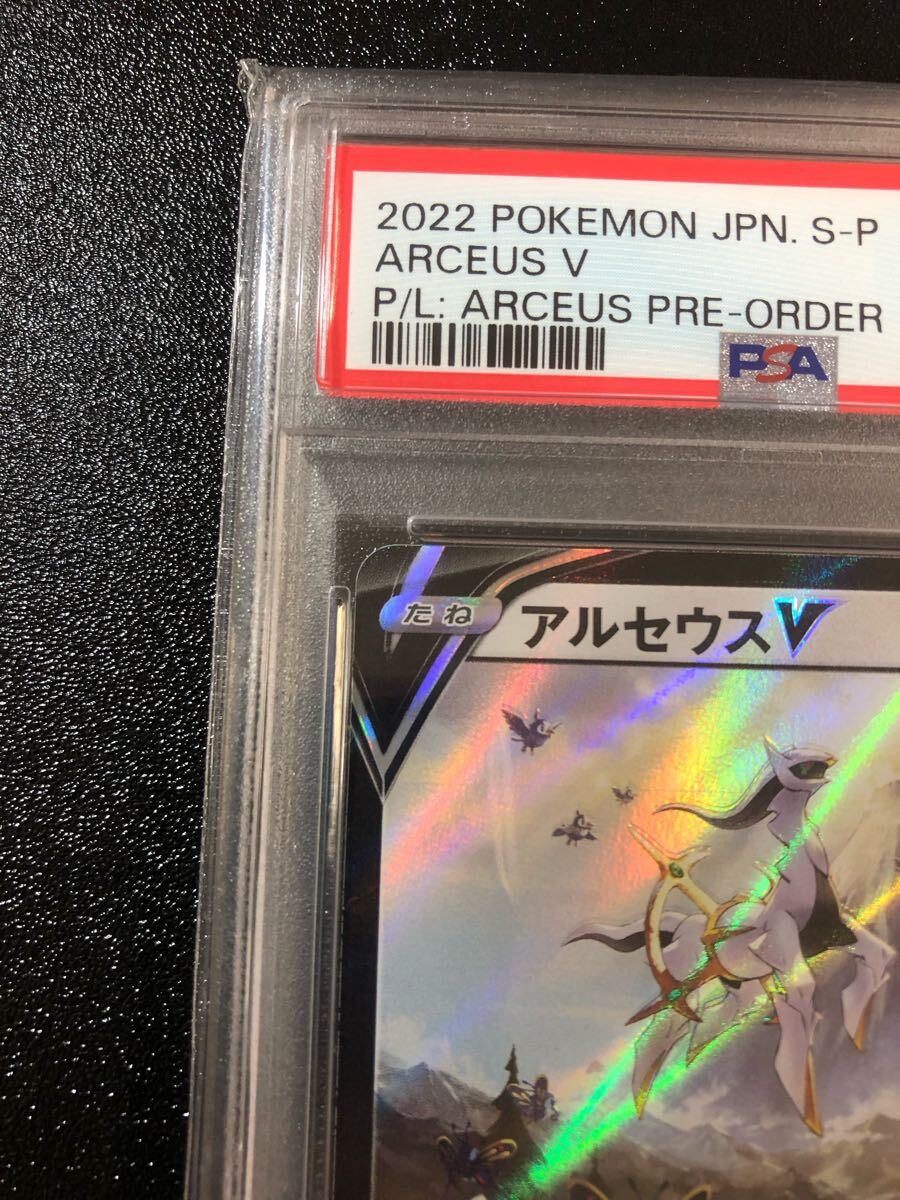 2022 POKEMON JPN. S-P
ARCEUS V
P/L: ARCEUS PRE-ORDER
PSA
たね アルセウスV